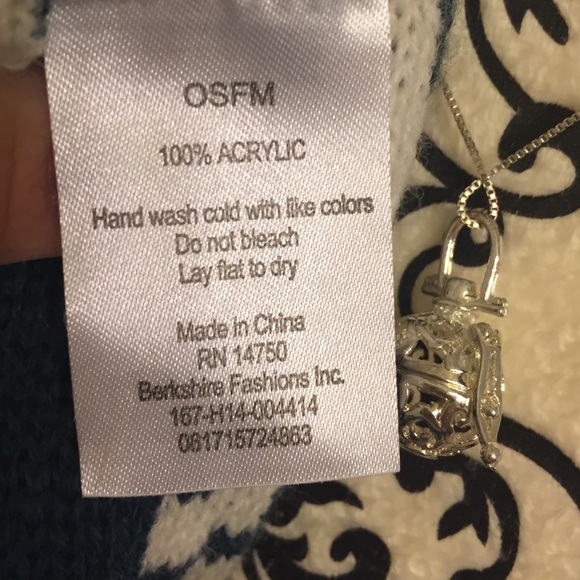 OSFM
100% ACRYLIC
Hand wash cold with like colors
Do not bleach
Lay flat to dry
Made in China
RN 14750
Berkshire Fashions Inc.
167-H14-004414
081715724863